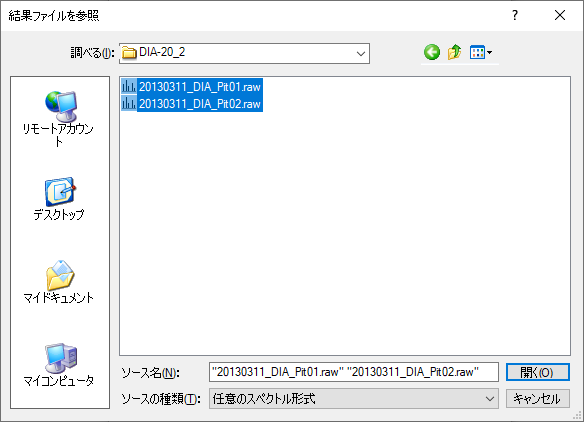 結果ファイルを参照
調べる(I):
DIA-20_2
20130311_DIA_Pit01.raw
20130311_DIA_Pit02.raw
リモートアカウン
ト
デスクトップ
マイドキュメント
マイコンピュータ
ソース名(N):
"20130311_DIA_Pit01.raw" "20130311_DIA_Pit02.raw"
開く(O)
ソースの種類(T):
任意のスペクトル形式
キャンセル